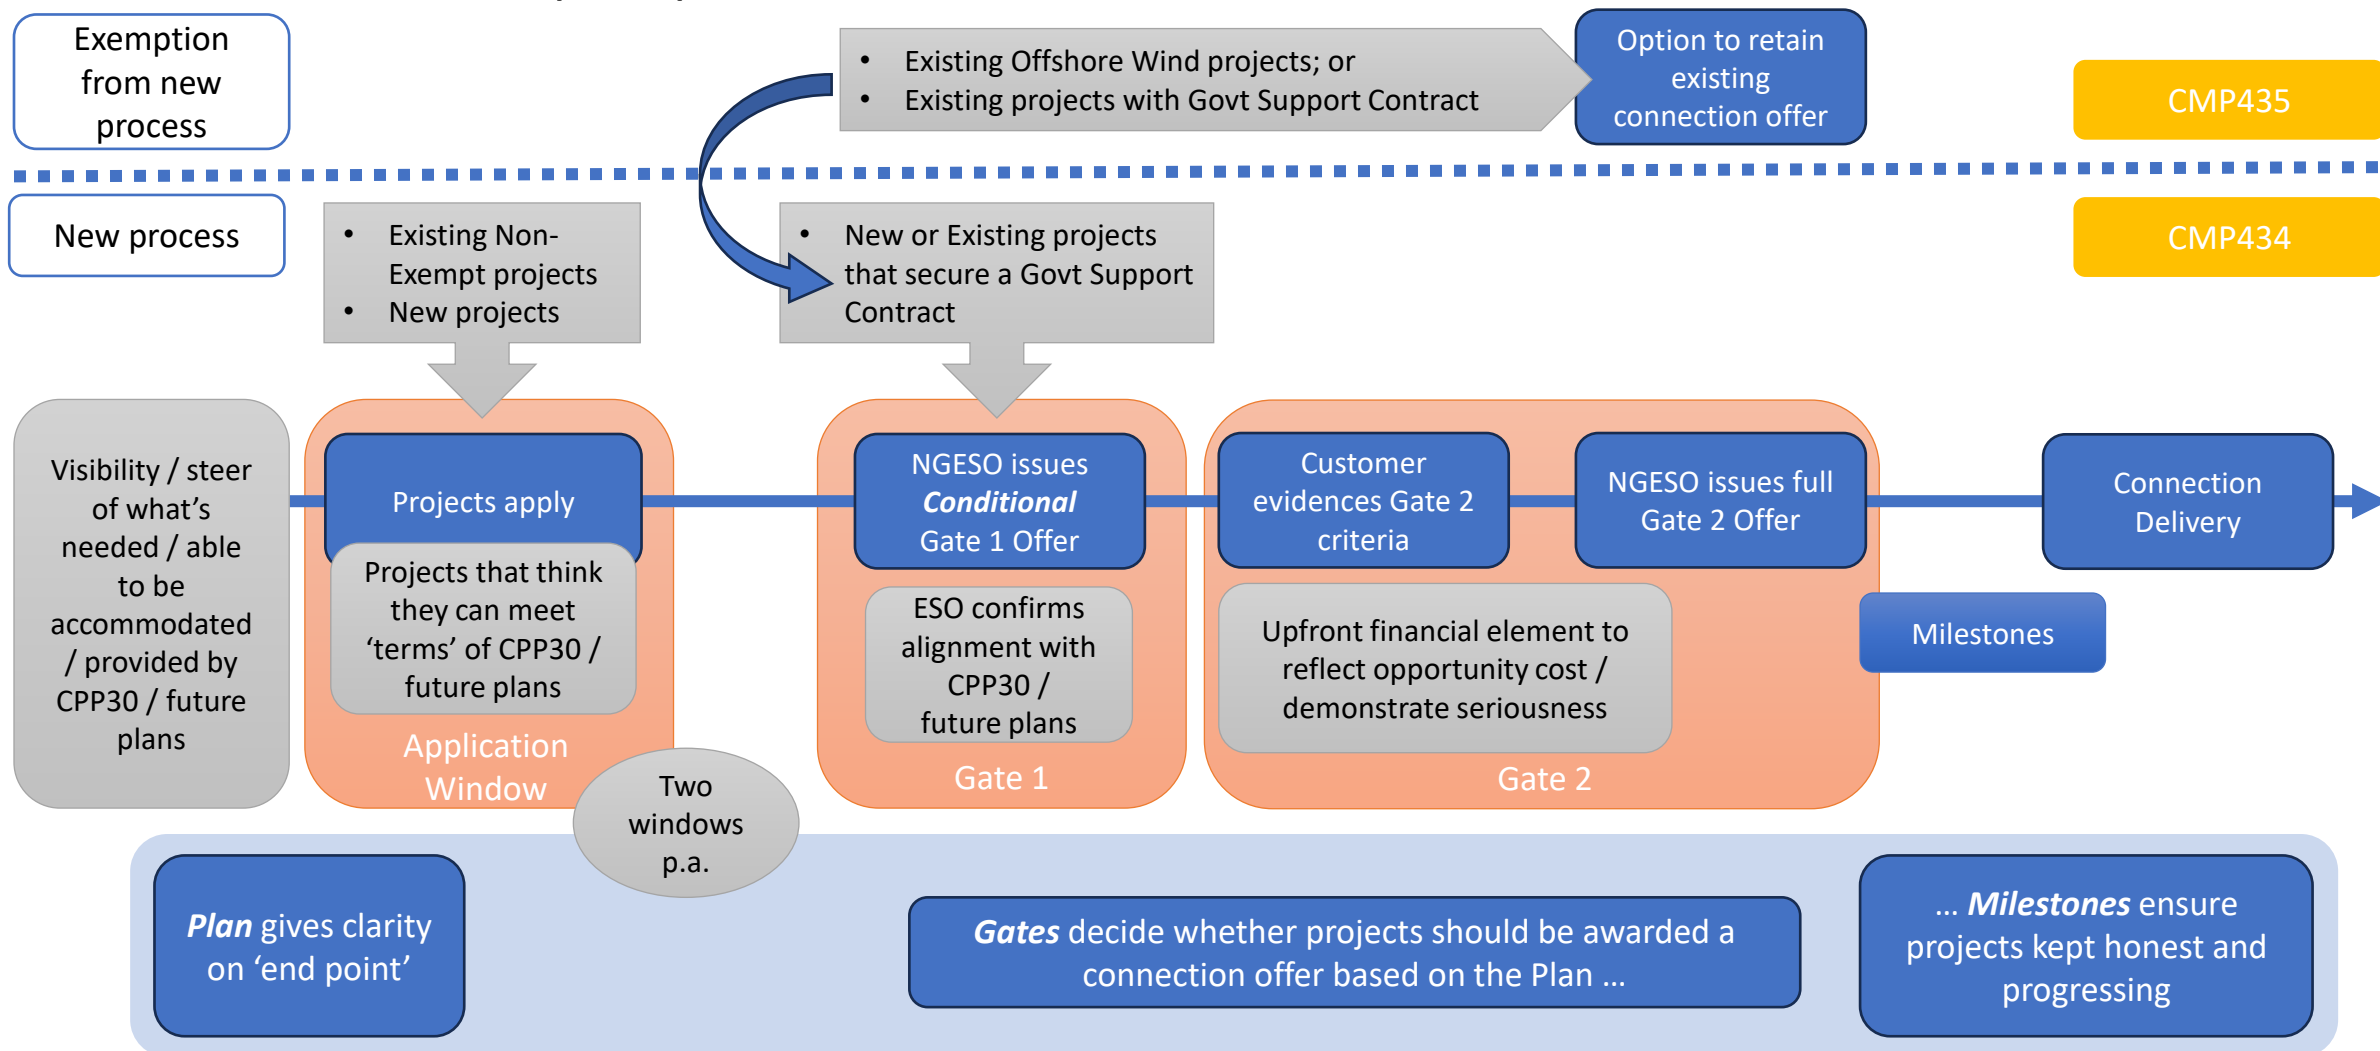 Exemption
from new
process
• Existing Offshore Wind projects; or
• Existing projects with Govt Support Contract
Option to retain
existing
connection offer
CMP435
New process
• Existing Non-
Exempt projects
• New projects
• New or Existing projects
that secure a Govt Support
Contract
CMP434
Visibility / steer
of what's
needed / able
to be
accommodated
/ provided by
CPP30 / future
plans
Projects apply
Projects that think
they can meet
‘terms’ of CPP30 /
future plans
Application
Window
Two
windows
p.a.
NGESO issues
Conditional
Gate 1 Offer
ESO confirms
alignment with
CPP30 /
future plans
Gate 1
Customer
evidences Gate 2
criteria
NGESO issues full
Gate 2 Offer
Upfront financial element to
reflect opportunity cost /
demonstrate seriousness
Gate 2
Milestones
Connection
Delivery
Plan gives clarity
on ‘end point’
Gates decide whether projects should be awarded a
connection offer based on the Plan ...
... Milestones ensure
projects kept honest and
progressing